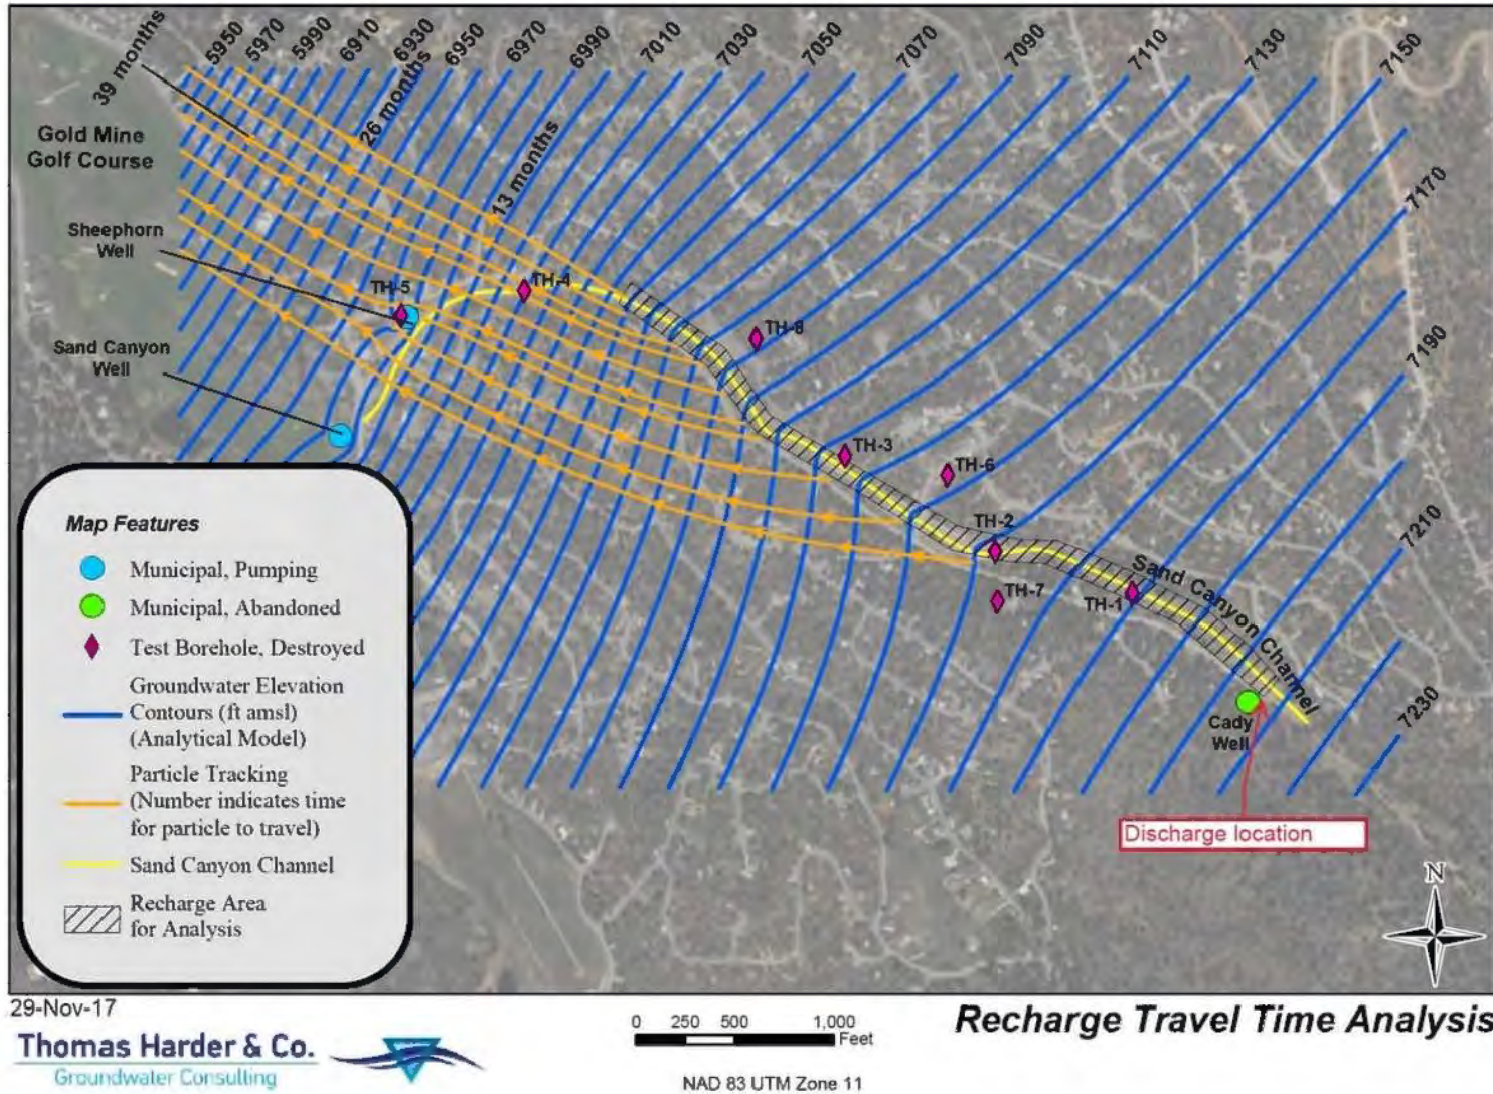 39 months
5950
5970
5990
6910
6930
6950
6970
6990
7010
7030
7050
7070
7090
7110
7130
7150
26 months
13 months
Gold Mine
Golf Course
Sheephorn
Well
TH-5
TH-4
7170
Sand Canyon
Well
TH-8
7190
TH-3
TH-6
TH-2
7210
TH-7
TH-1
Sand Canyon Channel
7230
Cady
Well
Discharge location
Map Features
Municipal, Pumping
Municipal, Abandoned
Test Borehole, Destroyed
Groundwater Elevation
Contours (ft amsl)
(Analytical Model)
Particle Tracking
(Number indicates time
for particle to travel)
Sand Canyon Channel
Recharge Area
for Analysis
N
29-Nov-17
Thomas Harder & Co.
Groundwater Consulting
0 250 500 1,000
Feet
NAD 83 UTM Zone 11
Recharge Travel Time Analysis